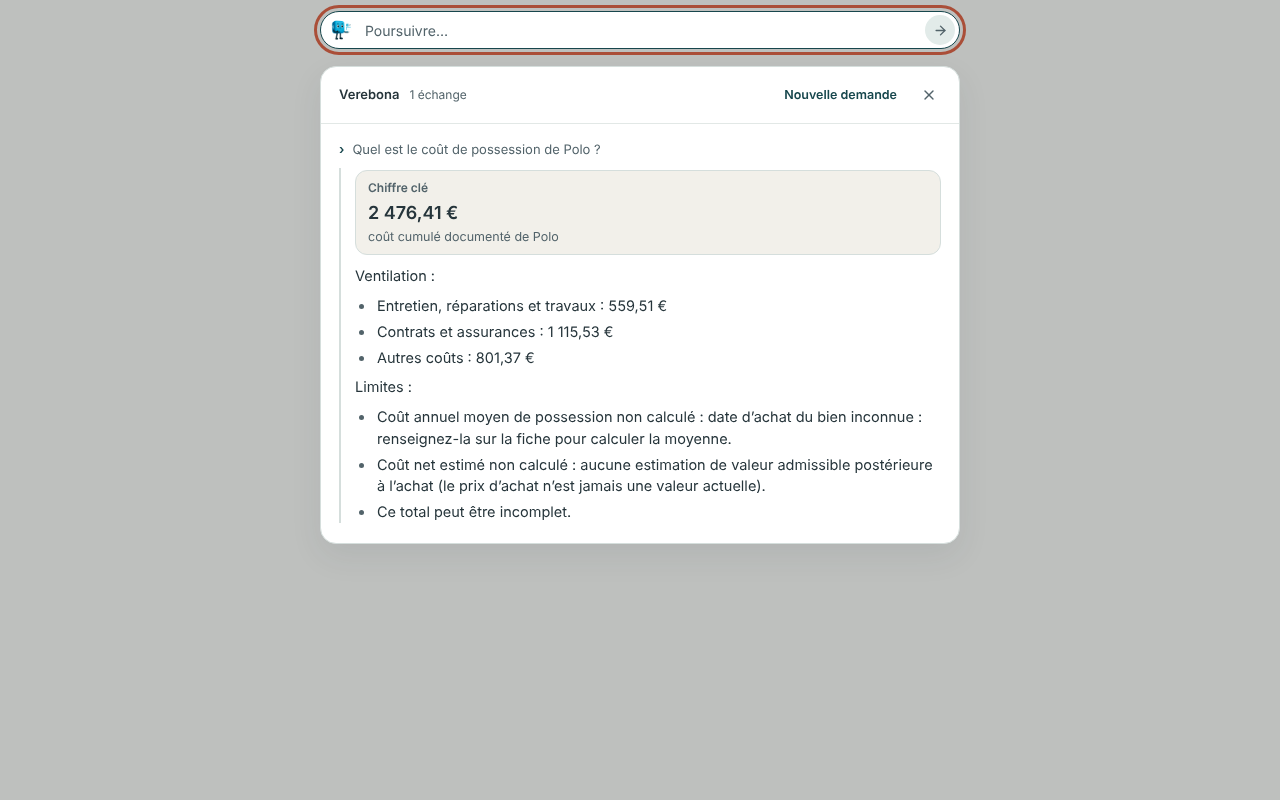 Poursuivre...
Verebona 1 échange
Nouvelle demande
› Quel est le coût de possession de Polo ?
Chiffre clé
2 476,41 €
coût cumulé documenté de Polo
Ventilation :
• Entretien, réparations et travaux : 559,51 €
• Contrats et assurances : 1 115,53 €
• Autres coûts : 801,37 €
Limites :
• Coût annuel moyen de possession non calculé : date d’achat du bien inconnue :
renseignez-la sur la fiche pour calculer la moyenne.
• Coût net estimé non calculé : aucune estimation de valeur admissible postérieure
à l’achat (le prix d’achat n’est jamais une valeur actuelle).
• Ce total peut être incomplet.